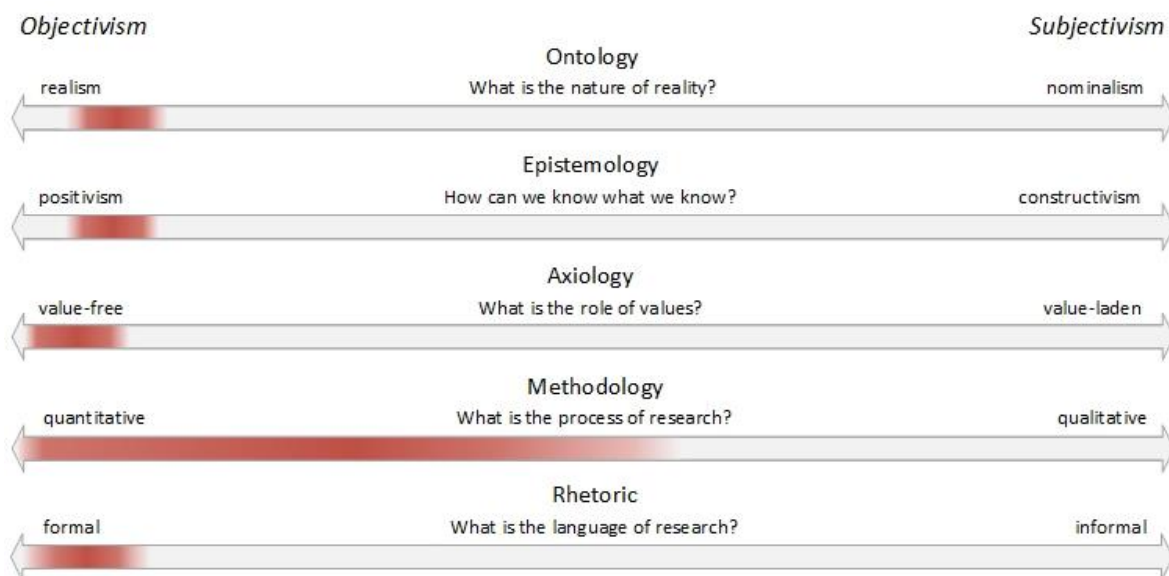 Objectivism Subjectivism
Ontology
realism What is the nature of reality? nominalism
Epistemology
positivism How can we know what we know? constructivism
Axiology
value-free What is the role of values? value-laden
Methodology
quantitative What is the process of research? qualitative
Rhetoric
formal What is the language of research? informal